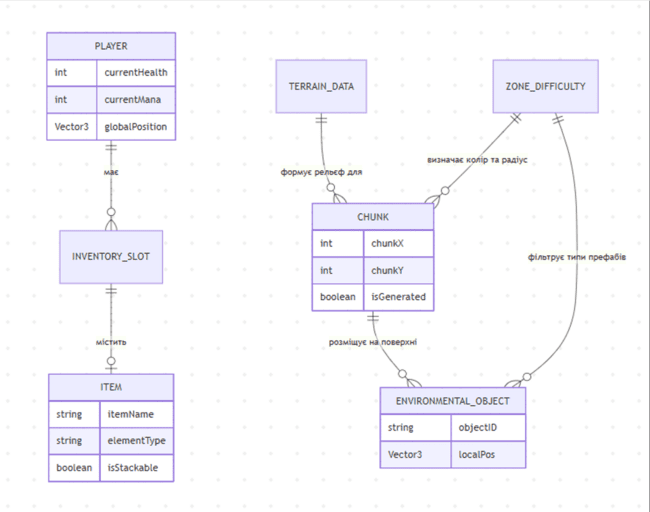 PLAYER
int currentHealth
int currentMana
Vector3 globalPosition
має
INVENTORY_SLOT
містить
ITEM
string itemName
string elementType
boolean isStackable
TERRAIN_DATA
ZONE_DIFFICULTY
визначає колір та радіус
формує рельєф для
CHUNK
int chunkX
int chunkY
boolean isGenerated
фільтрує типи префабів
розміщує на поверхні
ENVIRONMENTAL_OBJECT
string objectID
Vector3 localPos